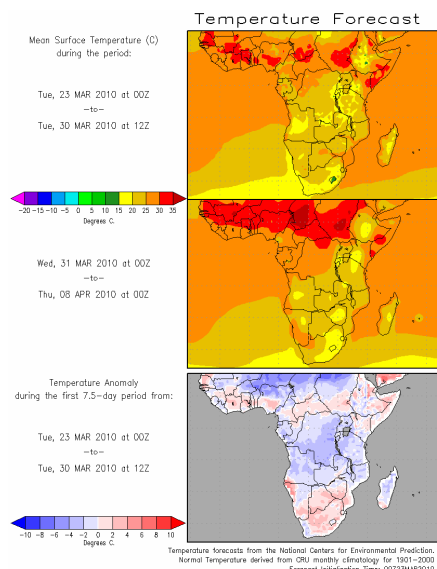 Temperature Forecast
Mean Surface Temperature (C)
during the period:
Tue, 23 MAR 2010 at 00Z
-to-
Tue, 30 MAR 2010 at 12Z
-20 -15 -10 -5 0 5 10 15 20 25 30 35
Degrees C.
Wed, 31 MAR 2010 at 00Z
-to-
Thu, 08 APR 2010 at 00Z
Temperature Anomaly
during the first 7.5-day period from:
Tue, 23 MAR 2010 at 00Z
-to-
Tue, 30 MAR 2010 at 12Z
-10 -8 -6 -4 -2 0 2 4 6 8 10
Degrees C.
Temperature forecasts from the National Centers for Environmental Prediction.
Normal Temperature derived from CRU monthly climatology for 1901-2000
Forecast Initialization Time: 00Z23MAR2010